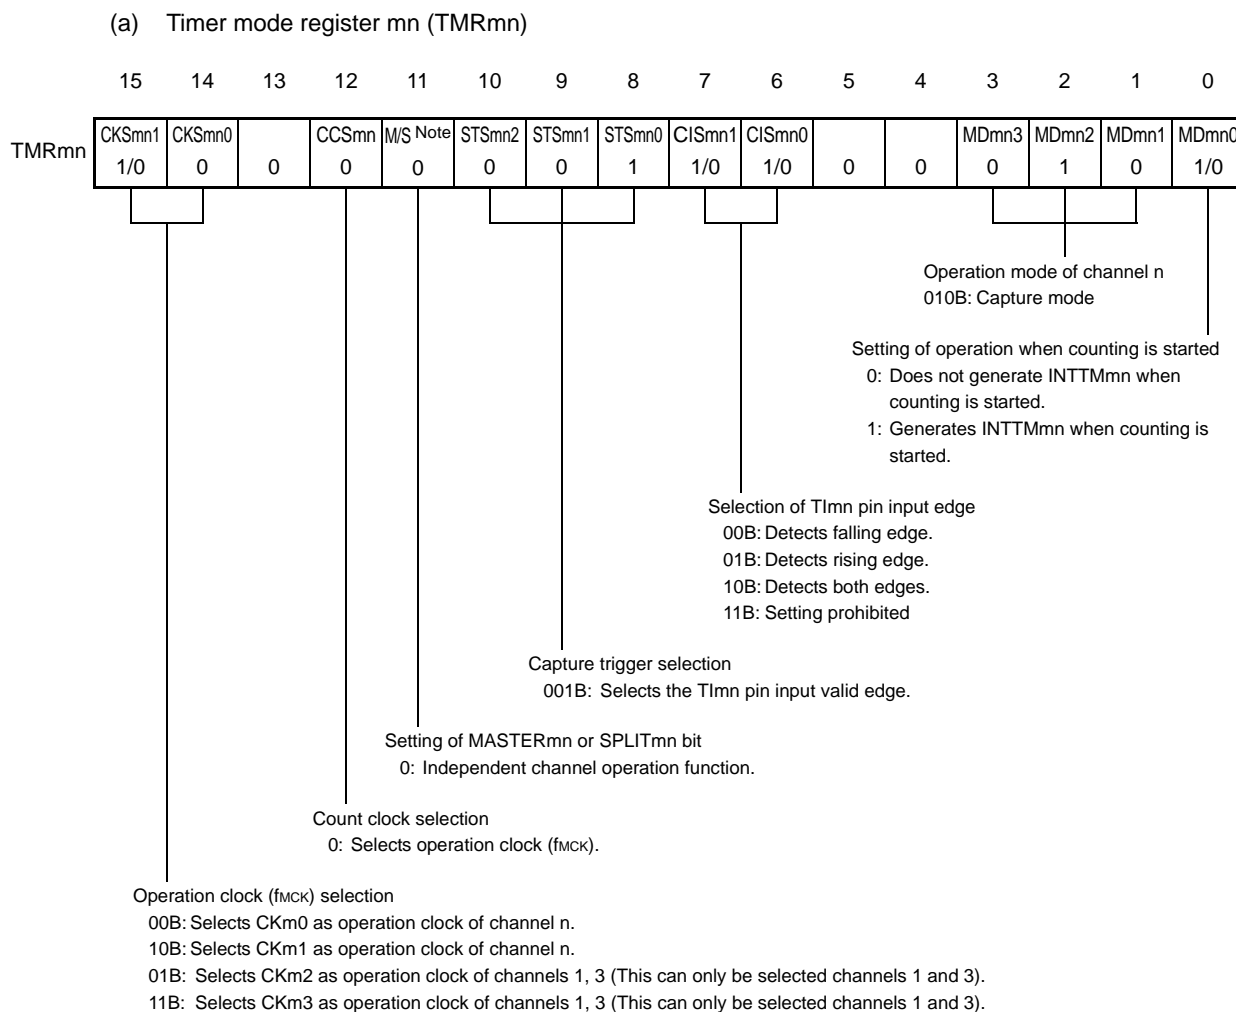 (a) Timer mode register mn (TMRmn)
15 14 13 12 11 10 9 8 7 6 5 4 3 2 1 0
CKSmn1 CKSmn0 CCSmn M/S Note STSmn2 STSmn1 STSmn0 CISmn1 CISmn0 MDmn3 MDmn2 MDmn1 MDmn0
TMRmn
1/0 0 0 0 0 0 0 1 1/0 1/0 0 0 0 1 0 1/0
Operation mode of channel n
010B: Capture mode
Setting of operation when counting is started
0: Does not generate INTTMmn when
counting is started.
1: Generates INTTMmn when counting is
started.
Selection of TImn pin input edge
00B: Detects falling edge.
01B: Detects rising edge.
10B: Detects both edges.
11B: Setting prohibited
Capture trigger selection
001B: Selects the TImn pin input valid edge.
Setting of MASTERmn or SPLITmn bit
0: Independent channel operation function.
Count clock selection
0: Selects operation clock (fMCK).
Operation clock (fMCK) selection
00B: Selects CKm0 as operation clock of channel n.
10B: Selects CKm1 as operation clock of channel n.
01B: Selects CKm2 as operation clock of channels 1, 3 (This can only be selected channels 1 and 3).
11B: Selects CKm3 as operation clock of channels 1, 3 (This can only be selected channels 1 and 3).